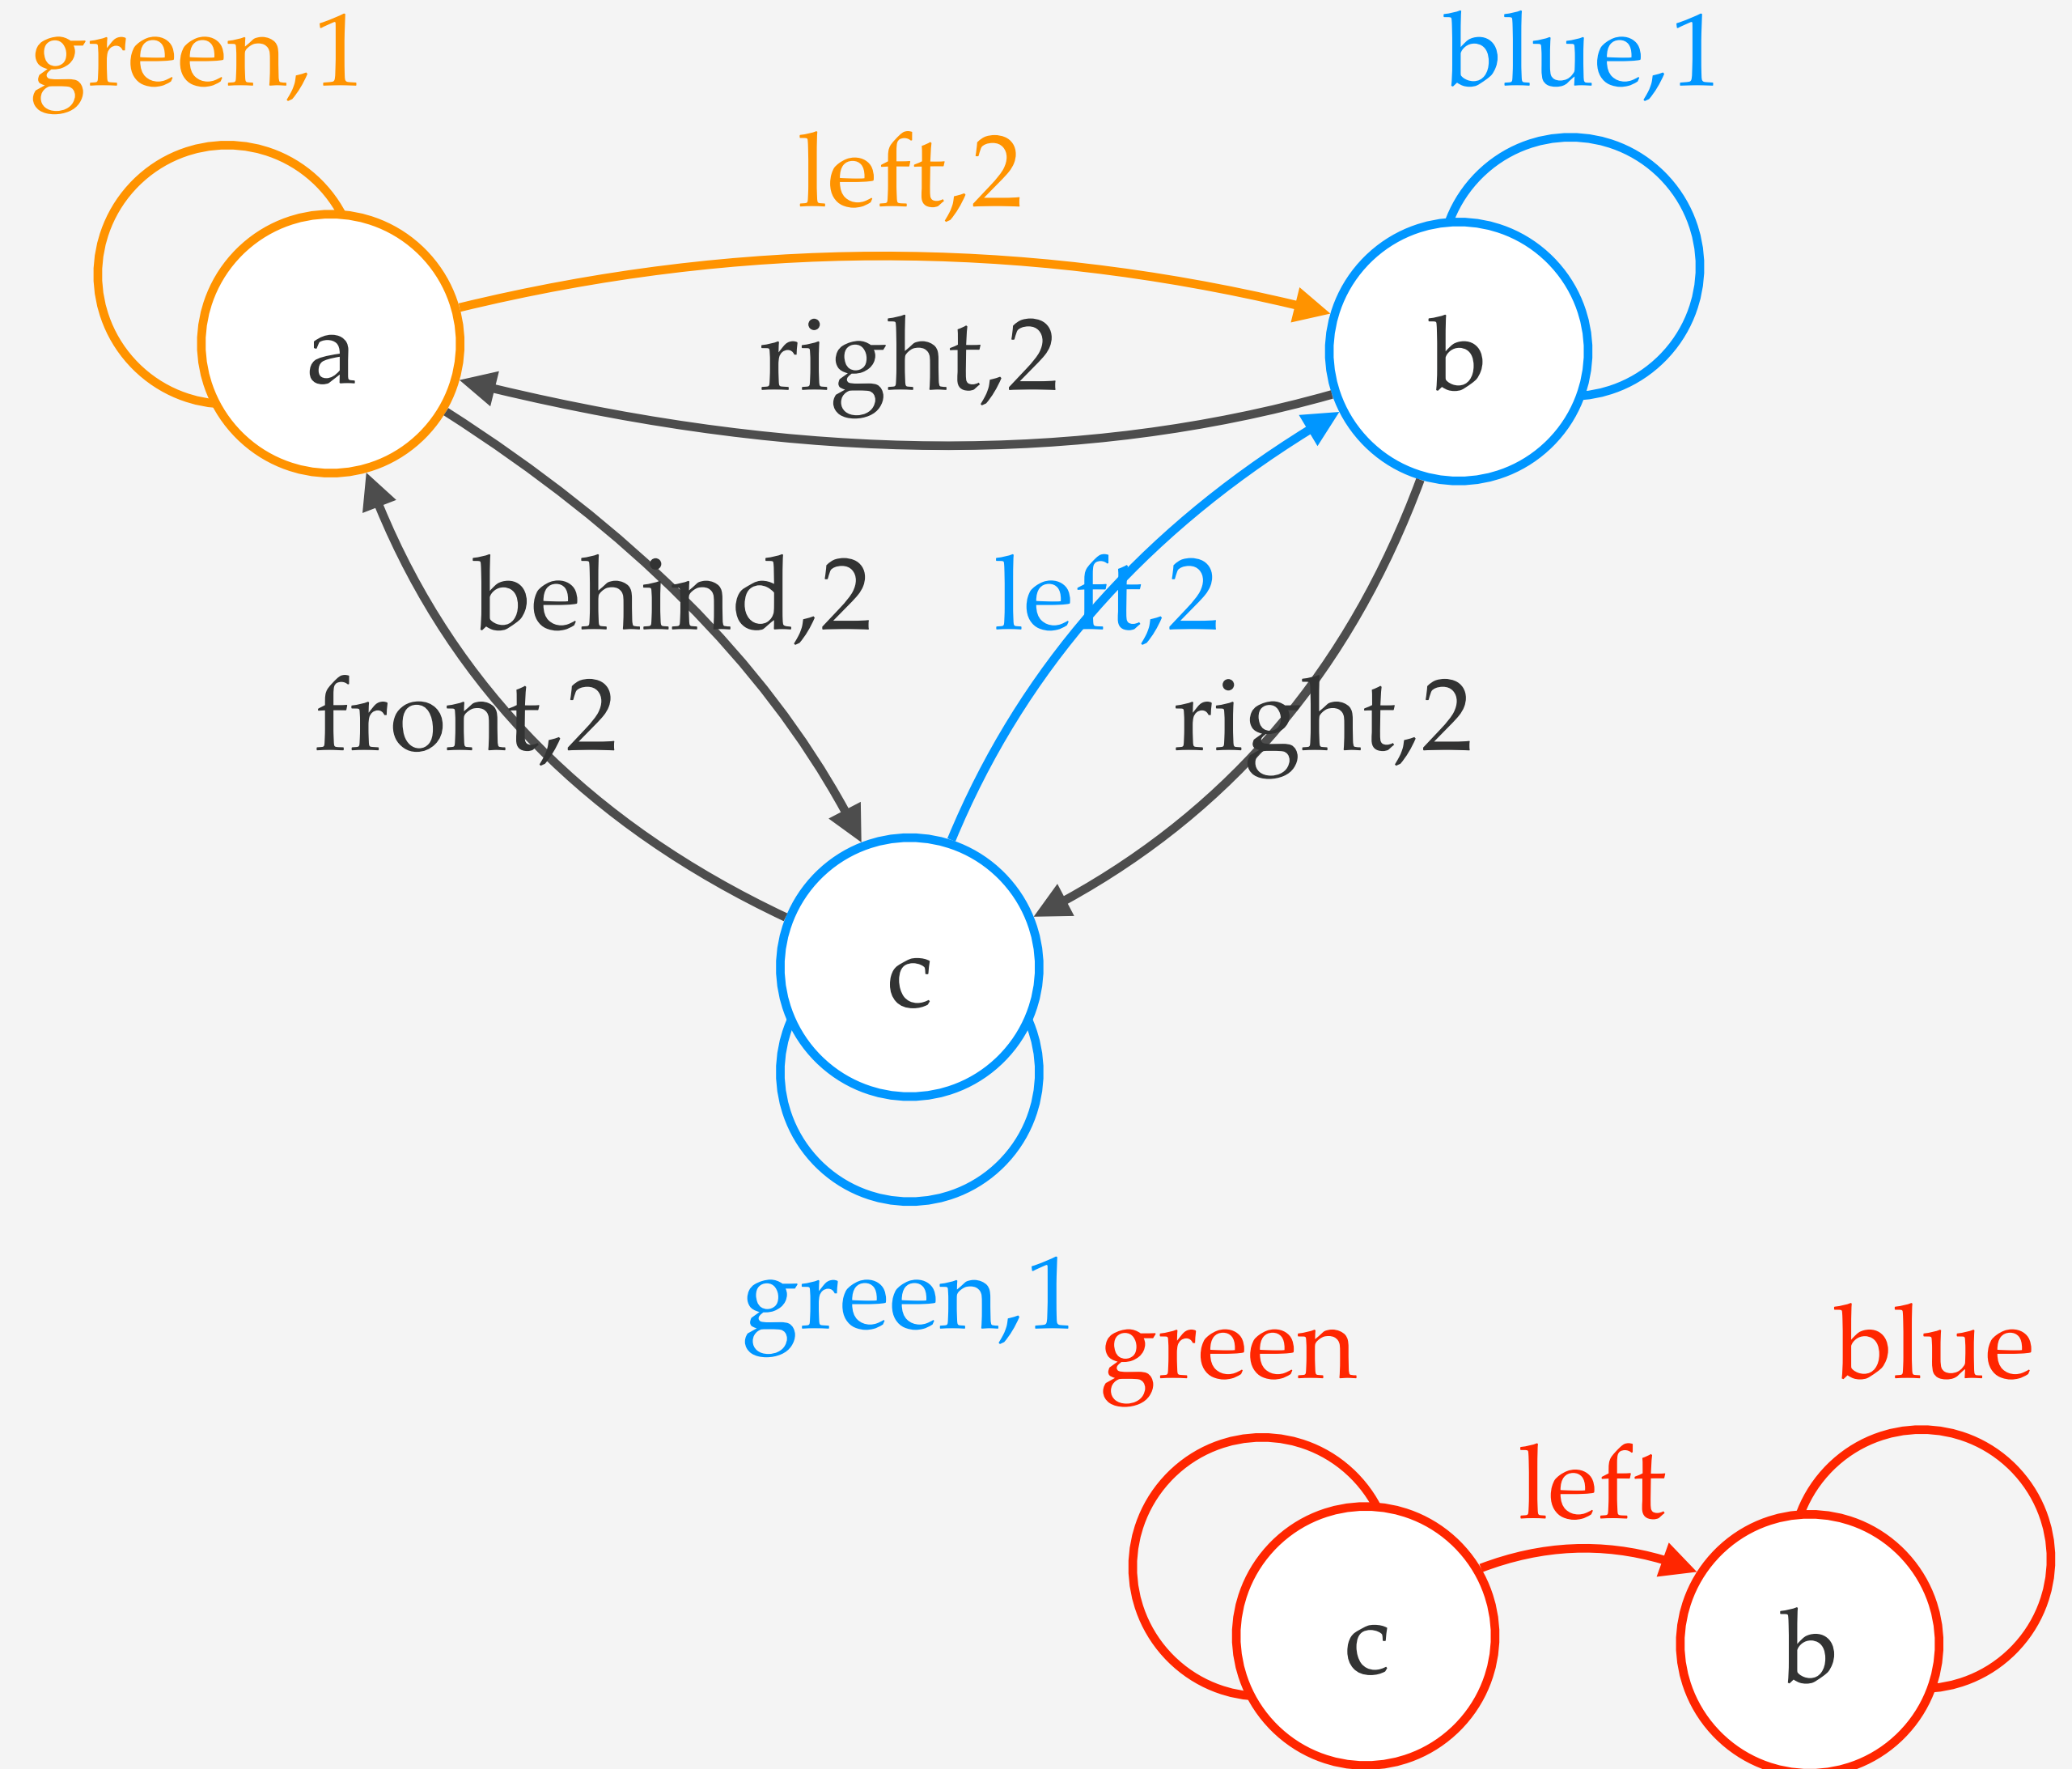 green,1
blue,1
left,2
right,2
a
b
behind,2
left,2
front,2
right,2
c
green,1
green
blue
left
c
b